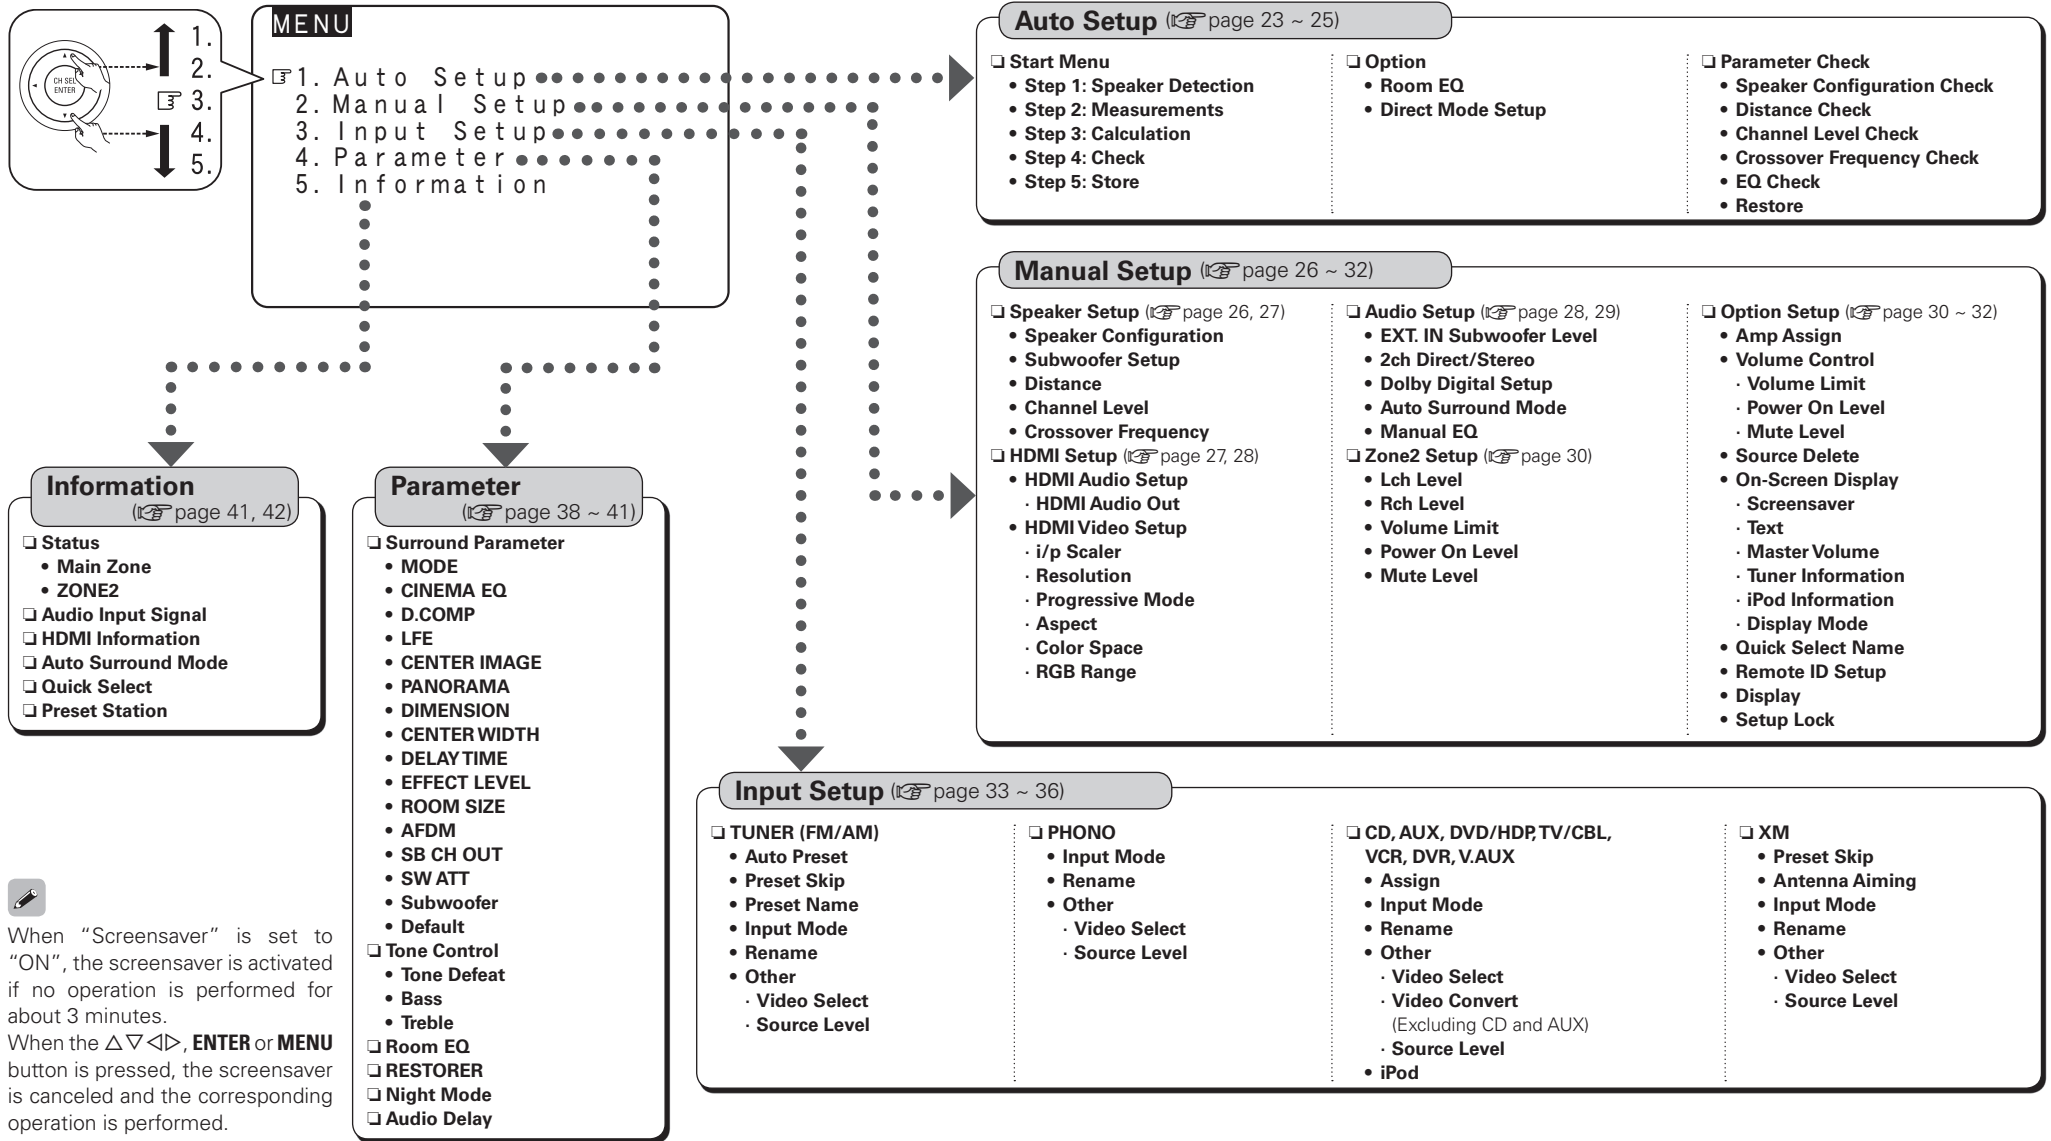 CH SEL
ENTER
1.
2.
☞ 3.
4.
5.
MENU
☞1. Auto Setup
2. Manual Setup
3. Input Setup
4. Parameter
5. Information
Auto Setup (☞page 23 ~ 25)
❏ Start Menu
• Step 1: Speaker Detection
• Step 2: Measurements
• Step 3: Calculation
• Step 4: Check
• Step 5: Store
❏ Option
• Room EQ
• Direct Mode Setup
❏ Parameter Check
• Speaker Configuration Check
• Distance Check
• Channel Level Check
• Crossover Frequency Check
• EQ Check
• Restore
Manual Setup (☞page 26 ~ 32)
❏ Speaker Setup (☞page 26, 27)
• Speaker Configuration
• Subwoofer Setup
• Distance
• Channel Level
• Crossover Frequency
❏ HDMI Setup (☞page 27, 28)
• HDMI Audio Setup
· HDMI Audio Out
• HDMI Video Setup
· i/p Scaler
· Resolution
· Progressive Mode
· Aspect
· Color Space
· RGB Range
❏ Audio Setup (☞page 28, 29)
• EXT. IN Subwoofer Level
• 2ch Direct/Stereo
• Dolby Digital Setup
• Auto Surround Mode
• Manual EQ
❏ Zone2 Setup (☞page 30)
• Lch Level
• Rch Level
• Volume Limit
• Power On Level
• Mute Level
❏ Option Setup (☞page 30 ~ 32)
• Amp Assign
• Volume Control
· Volume Limit
· Power On Level
· Mute Level
• Source Delete
• On-Screen Display
· Screensaver
· Text
· Master Volume
· Tuner Information
· iPod Information
· Display Mode
• Quick Select Name
• Remote ID Setup
• Display
• Setup Lock
Information
(☞page 41, 42)
❏ Status
• Main Zone
• ZONE2
❏ Audio Input Signal
❏ HDMI Information
❏ Auto Surround Mode
❏ Quick Select
❏ Preset Station
Parameter
(☞page 38 ~ 41)
❏ Surround Parameter
• MODE
• CINEMA EQ
• D.COMP
• LFE
• CENTER IMAGE
• PANORAMA
• DIMENSION
• CENTER WIDTH
• DELAY TIME
• EFFECT LEVEL
• ROOM SIZE
• AFDM
• SB CH OUT
• SW ATT
• Subwoofer
• Default
❏ Tone Control
• Tone Defeat
• Bass
• Treble
❏ Room EQ
❏ RESTORER
❏ Night Mode
❏ Audio Delay
Input Setup (☞page 33 ~ 36)
❏ TUNER (FM/AM)
• Auto Preset
• Preset Skip
• Preset Name
• Input Mode
• Rename
• Other
· Video Select
· Source Level
❏ PHONO
• Input Mode
• Rename
• Other
· Video Select
· Source Level
❏ CD, AUX, DVD/HDP, TV/CBL,
VCR, DVR, V.AUX
• Assign
• Input Mode
• Rename
• Other
· Video Select
· Video Convert
(Excluding CD and AUX)
· Source Level
• iPod
❏ XM
• Preset Skip
• Antenna Aiming
• Input Mode
• Rename
• Other
· Video Select
· Source Level
When “Screensaver” is set to
“ON”, the screensaver is activated
if no operation is performed for
about 3 minutes.
When the △▽◁▷, ENTER or MENU
button is pressed, the screensaver
is canceled and the corresponding
operation is performed.